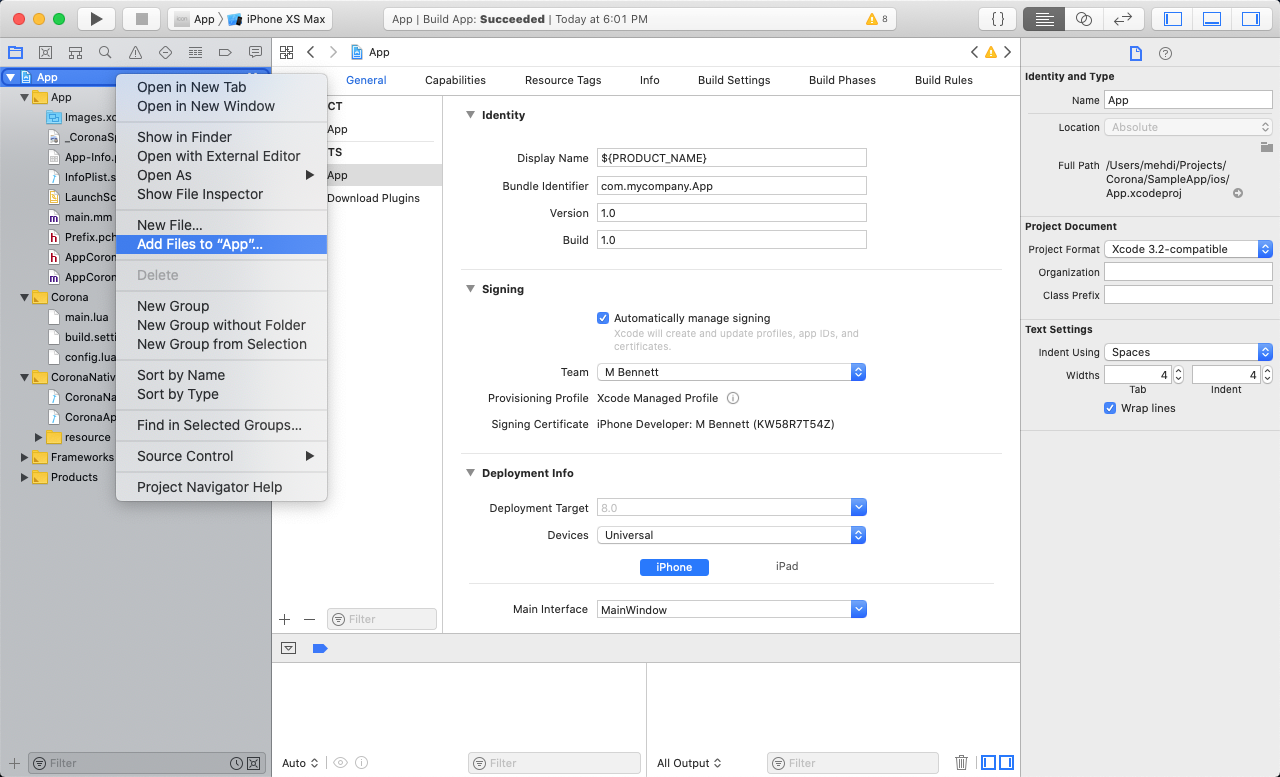 App
iPhone XS Max
App | Build App: Succeeded | Today at 6:01 PM
8
{ }
App
App
Images.xc
_CoronaSp
App-Info.p
InfoPlist.s
LaunchSc
main.mm
Prefix.pch
AppCoron
AppCoron
Corona
main.lua
build.setti
config.lua
CoronaNativ
CoronaNa
CoronaAp
resource
Frameworks
Products
Filter
Open in New Tab
Open in New Window
Show in Finder
Open with External Editor
Open As
Show File Inspector
New File...
Add Files to “App”...
Delete
New Group
New Group without Folder
New Group from Selection
Sort by Name
Sort by Type
Find in Selected Groups...
Source Control
Project Navigator Help
App
General
Capabilities
Resource Tags
Info
Build Settings
Build Phases
Build Rules
CT
App
TS
App
Download Plugins
Filter
Identity
Display Name
${PRODUCT_NAME}
Bundle Identifier
com.mycompany.App
Version
1.0
Build
1.0
Signing
Automatically manage signing
Xcode will create and update profiles, app IDs, and
certificates.
Team
M Bennett
Provisioning Profile
Xcode Managed Profile
Signing Certificate
iPhone Developer: M Bennett (KW58R7T54Z)
Deployment Info
Deployment Target
8.0
Devices
Universal
iPhone
iPad
Main Interface
MainWindow
Auto
Filter
All Output
Filter
Identity and Type
Name
App
Location
Absolute
Full Path
/Users/mehdi/Projects/
Corona/SampleApp/ios/
App.xcodeproj
Project Document
Project Format
Xcode 3.2-compatible
Organization
Class Prefix
Text Settings
Indent Using
Spaces
Widths
4
4
Tab
Indent
Wrap lines